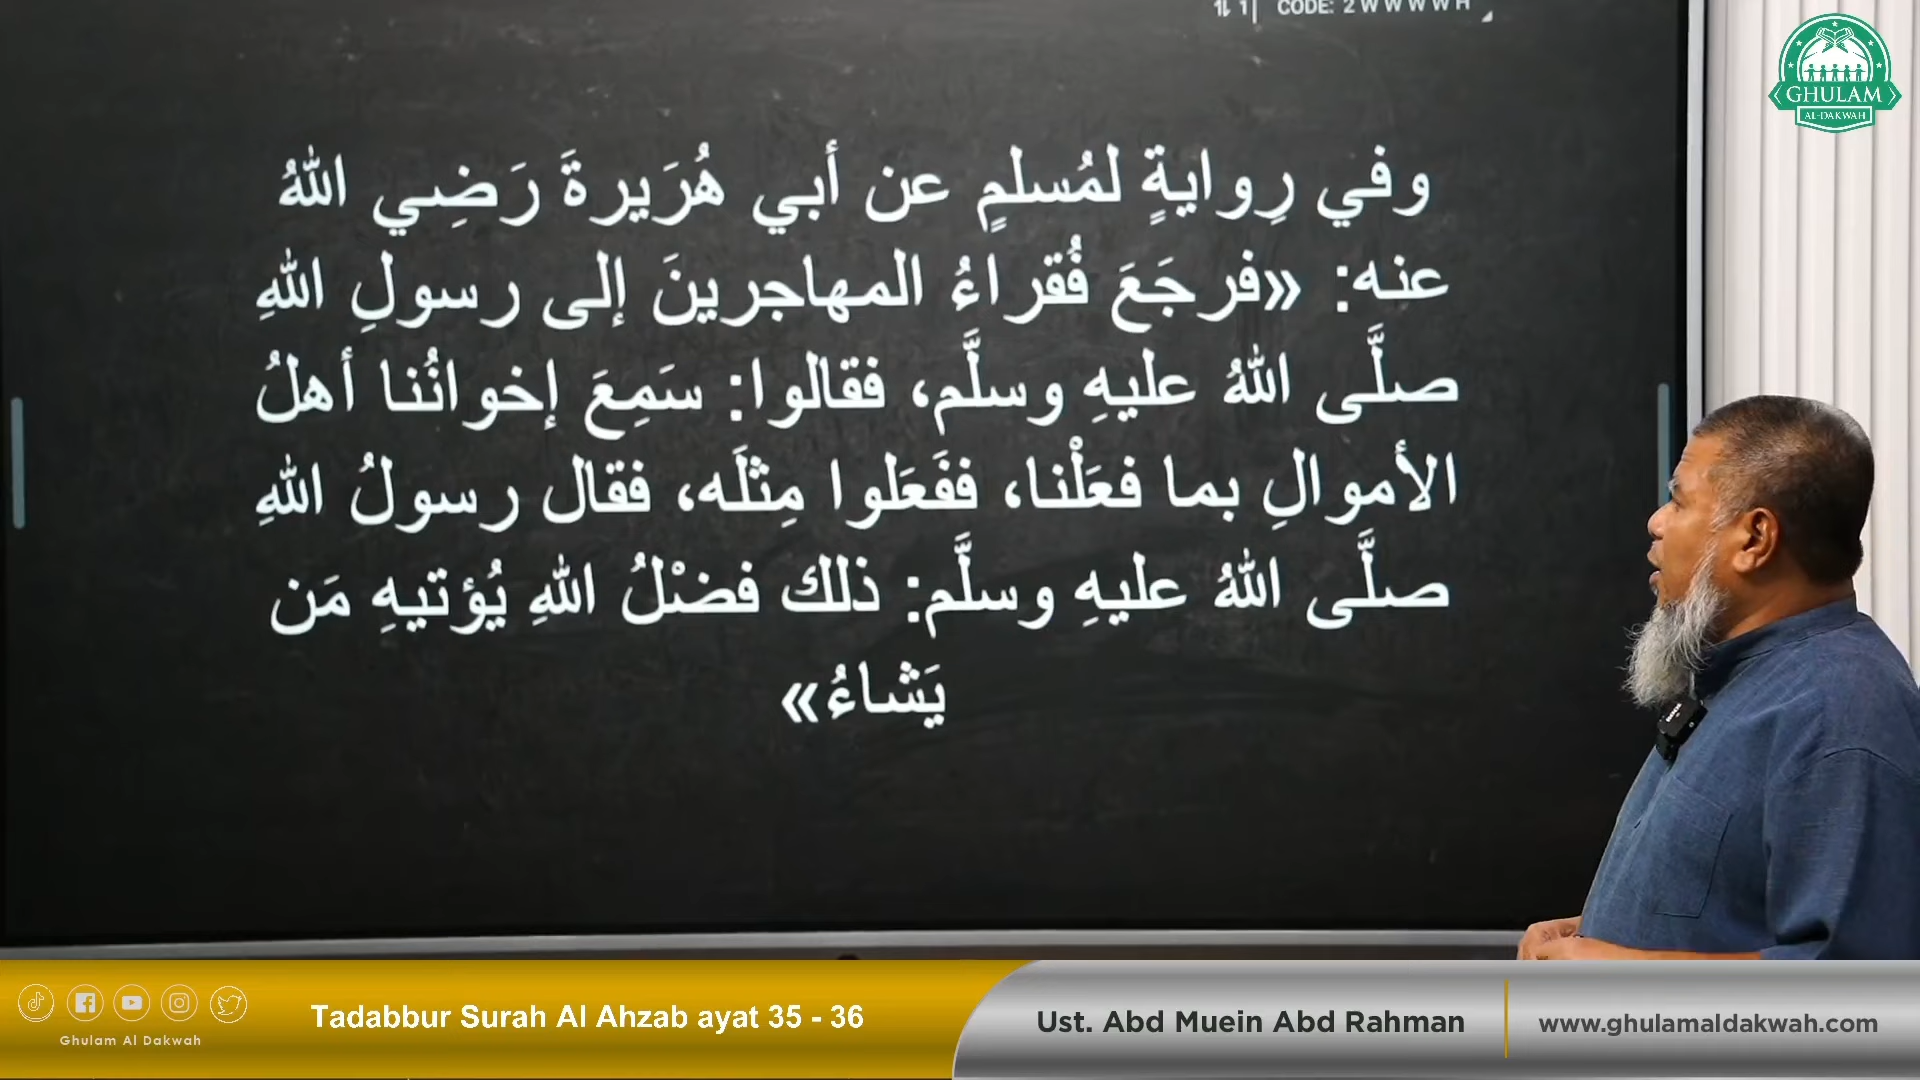 1 CODE: 2 W W W W H
GHULAM
AL-DAKWAH
وفي رِوايةٍ لمُسلمٍ عن أبي هُرَيرةَ رَضِي اللهُ
عنه: «فرجَعَ فُقراءُ المهاجرينَ إلى رسولِ اللهِ
صلَّى اللهُ عليهِ وسلَّم، فقالوا: سَمِعَ إخوانُنا أهلُ
الأموالِ بما فعَلْنا، ففَعَلوا مِثلَه، فقال رسولُ اللهِ
صلَّى اللهُ عليهِ وسلَّم: ذلك فضْلُ اللهِ يُؤتيهِ مَن
يَشاءُ»
Ghulam Al Dakwah
Tadabbur Surah Al Ahzab ayat 35 - 36
Ust. Abd Muein Abd Rahman
www.ghulamaldakwah.com